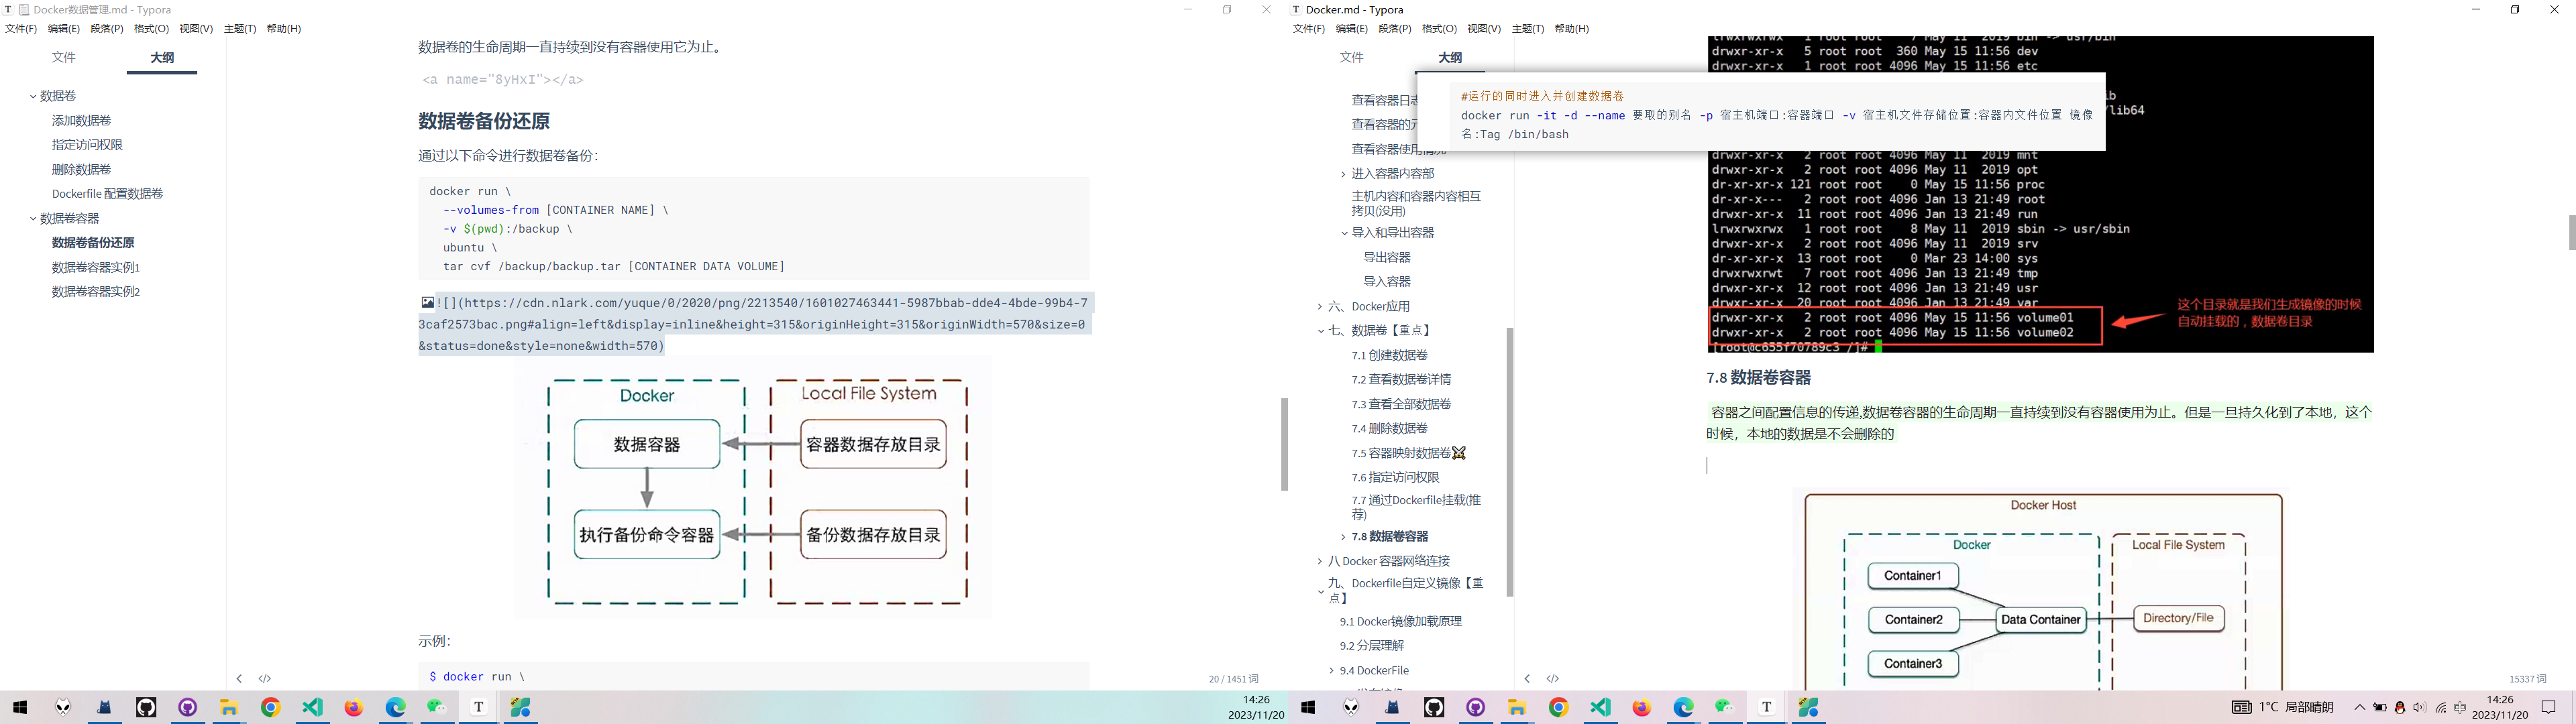 Docker数据管理.md - Typora
文件(F) 编辑(E) 段落(P) 格式(O) 视图(V) 主题(T) 帮助(H)
文件 大纲
数据卷
添加数据卷
指定访问权限
删除数据卷
Dockerfile 配置数据卷
数据卷容器
数据卷备份还原
数据卷容器实例1
数据卷容器实例2
数据卷的生命周期一直持续到没有容器使用它为止。
<a name="8yHxI"></a>
数据卷备份还原
通过以下命令进行数据卷备份：
docker run \
--volumes-from [CONTAINER NAME] \
-v $(pwd):/backup \
ubuntu \
tar cvf /backup/backup.tar [CONTAINER DATA VOLUME]
![](https://cdn.nlark.com/yuque/0/2020/png/2213540/1601027463441-5987bbab-dde4-4bde-99b4-7
3caf2573bac.png#align=left&display=inline&height=315&originHeight=315&originWidth=570&size=0
&status=done&style=none&width=570)
Docker
Local File System
数据容器
容器数据存放目录
执行备份命令容器
备份数据存放目录
示例：
$ docker run \
20 / 1451 词
14:26
2023/11/20
Docker.md - Typora
文件(F) 编辑(E) 段落(P) 格式(O) 视图(V) 主题(T) 帮助(H)
文件 大纲
#运行的同时进入并创建数据卷
docker run -it -d --name 要取的别名 -p 宿主机端口:容器端口 -v 宿主机文件存储位置:容器内文件位置 镜像
名:Tag /bin/bash
查看容器日志
查看容器的
查看容器使用情况
进入容器内容部
主机内容和容器内容相互
拷贝(没用)
导入和导出容器
导出容器
导入容器
六、Docker应用
七、数据卷【重点】
7.1 创建数据卷
7.2 查看数据卷详情
7.3 查看全部数据卷
7.4 删除数据卷
7.5 容器映射数据卷
7.6 指定访问权限
7.7 通过Dockerfile挂载(推
荐)
7.8 数据卷容器
八 Docker 容器网络连接
九、Dockerfile自定义镜像【重
点】
9.1 Docker镜像加载原理
9.2 分层理解
9.4 DockerFile
lrwxrwxrwx 1 root root 7 May 11 2019 bin -> usr/bin
drwxr-xr-x 5 root root 360 May 15 11:56 dev
drwxr-xr-x 1 root root 4096 May 15 11:56 etc
ib
/lib64
drwxr-xr-x 2 root root 4096 May 11 2019 mnt
drwxr-xr-x 2 root root 4096 May 11 2019 opt
dr-xr-xr-x 121 root root 0 May 15 11:56 proc
dr-xr-x--- 2 root root 4096 Jan 13 21:49 root
drwxr-xr-x 11 root root 4096 Jan 13 21:49 run
lrwxrwxrwx 1 root root 8 May 11 2019 sbin -> usr/sbin
drwxr-xr-x 2 root root 4096 May 11 2019 srv
dr-xr-xr-x 13 root root 0 Mar 23 14:00 sys
drwxrwxrwt 7 root root 4096 Jan 13 21:49 tmp
drwxr-xr-x 12 root root 4096 Jan 13 21:49 usr
drwxr-xr-x 20 root root 4096 Jan 13 21:49 var
drwxr-xr-x 2 root root 4096 May 15 11:56 volume01
drwxr-xr-x 2 root root 4096 May 15 11:56 volume02
[root@c655f70789c3 /]#
这个目录就是我们生成镜像的时候
自动挂载的，数据卷目录
7.8 数据卷容器
容器之间配置信息的传递,数据卷容器的生命周期一直持续到没有容器使用为止。但是一旦持久化到了本地，这个
时候，本地的数据是不会删除的
Docker Host
Docker
Local File System
Container1
Container2
Data Container
Directory/File
Container3
15337 词
1°C 局部晴朗
14:26
2023/11/20